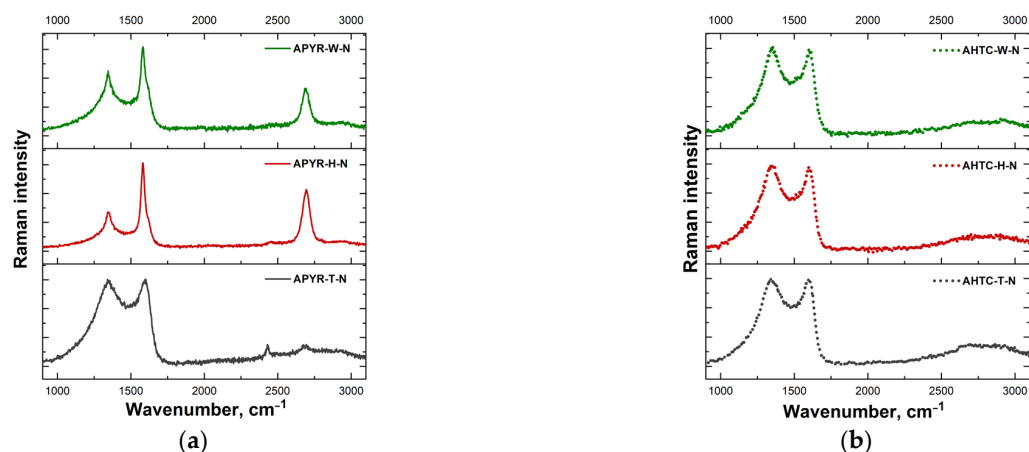 1000 1500 2000 2500 3000
APYR-W-N
APYR-H-N
APYR-T-N
Raman intensity
1000 1500 2000 2500 3000
Wavenumber, cm⁻¹
(a)
1000 1500 2000 2500 3000
AHTC-W-N
AHTC-H-N
AHTC-T-N
Raman intensity
1000 1500 2000 2500 3000
Wavenumber, cm⁻¹
(b)